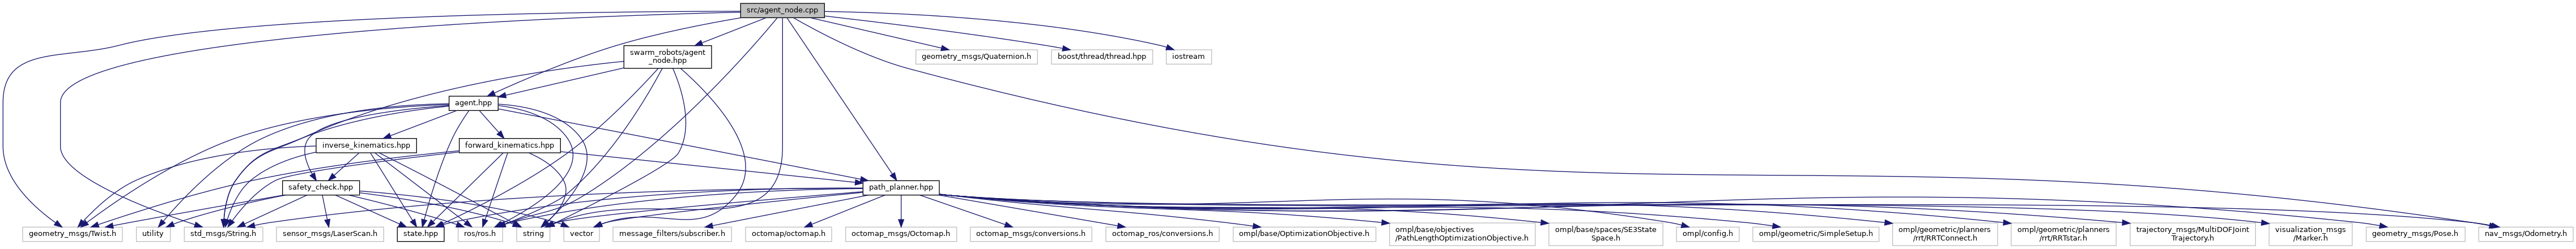 src/agent_node.cpp
swarm_robots/agent
_node.hpp
geometry_msgs/Quaternion.h
boost/thread/thread.hpp
iostream
agent.hpp
inverse_kinematics.hpp
forward_kinematics.hpp
safety_check.hpp
path_planner.hpp
geometry_msgs/Twist.h
utility
std_msgs/String.h
sensor_msgs/LaserScan.h
state.hpp
ros/ros.h
string
vector
message_filters/subscriber.h
octomap/octomap.h
octomap_msgs/Octomap.h
octomap_msgs/conversions.h
octomap_ros/conversions.h
ompl/base/OptimizationObjective.h
ompl/base/objectives
/PathLengthOptimizationObjective.h
ompl/base/spaces/SE3State
Space.h
ompl/config.h
ompl/geometric/SimpleSetup.h
ompl/geometric/planners
/rrt/RRTConnect.h
ompl/geometric/planners
/rrt/RRTstar.h
trajectory_msgs/MultiDOFJoint
Trajectory.h
visualization_msgs
/Marker.h
geometry_msgs/Pose.h
nav_msgs/Odometry.h